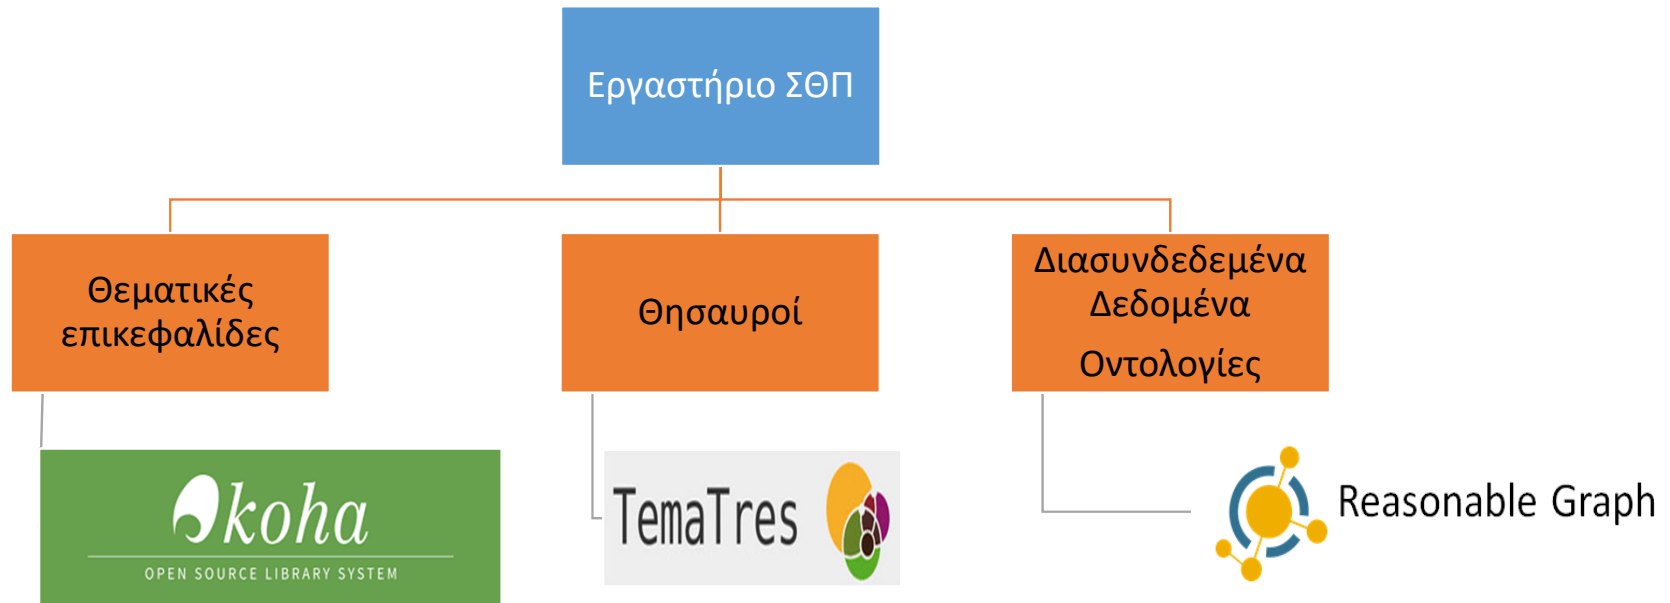 Εργαστήριο ΣΘΠ
Θεματικές
επικεφαλίδες
Θησαυροί
Διασυνδεδεμένα
Δεδομένα
Οντολογίες
koha
OPEN SOURCE LIBRARY SYSTEM
TemaTres
Reasonable Graph